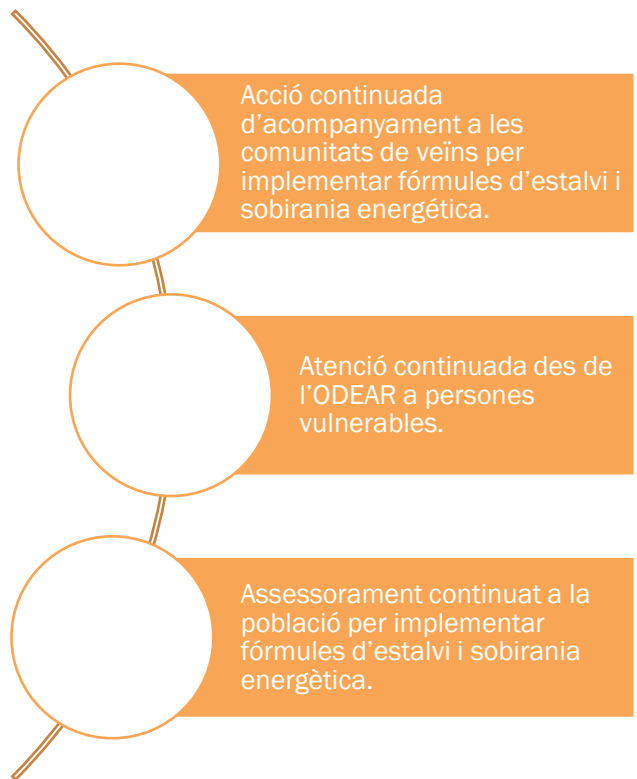 Acció continuada
d’acompanyament a les
comunitats de veïns per
implementar fórmules d’estalvi i
sobirania energética.
Atenció continuada des de
l’ODEAR a persones
vulnerables.
Assessorament continuat a la
població per implementar
fórmules d’estalvi i sobirania
energètica.